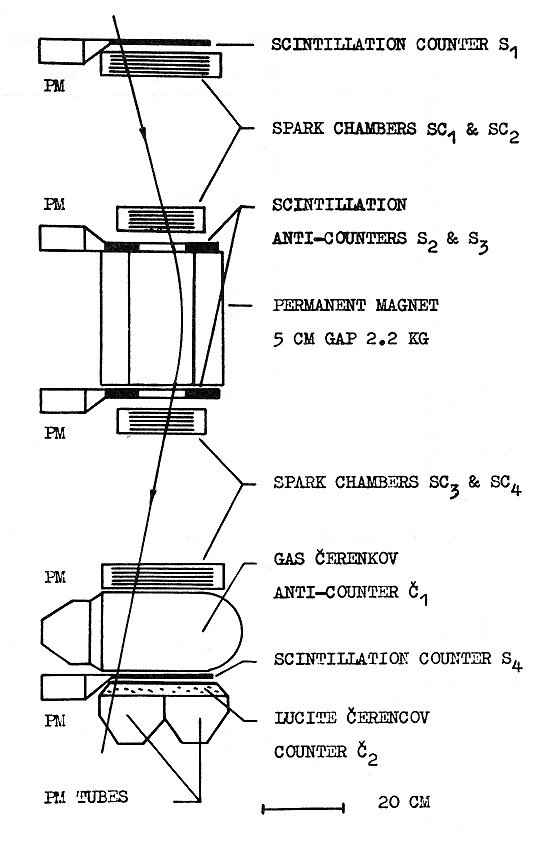 SCINTILLATION COUNTER S1
PM
SPARK CHAMBERS SC1 & SC2
PM
SCINTILLATION
ANTI-COUNTERS S2 & S3
PERMANENT MAGNET
5 CM GAP 2.2 KG
PM
SPARK CHAMBERS SC3 & SC4
GAS ČERENKOV
PM
ANTI-COUNTER Č1
SCINTILLATION COUNTER S4
PM
LUCITE ČERENCOV
COUNTER Č2
PM TUBES
20 CM